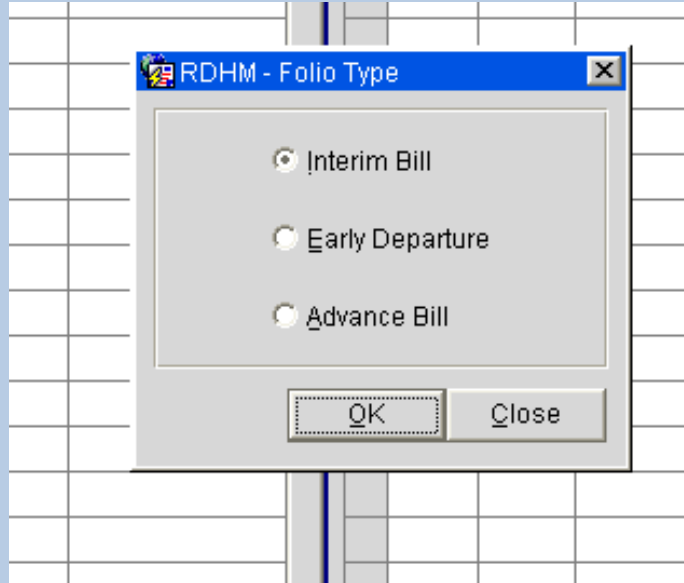 RDHM - Folio Type
Interim Bill
Early Departure
Advance Bill
OK Close